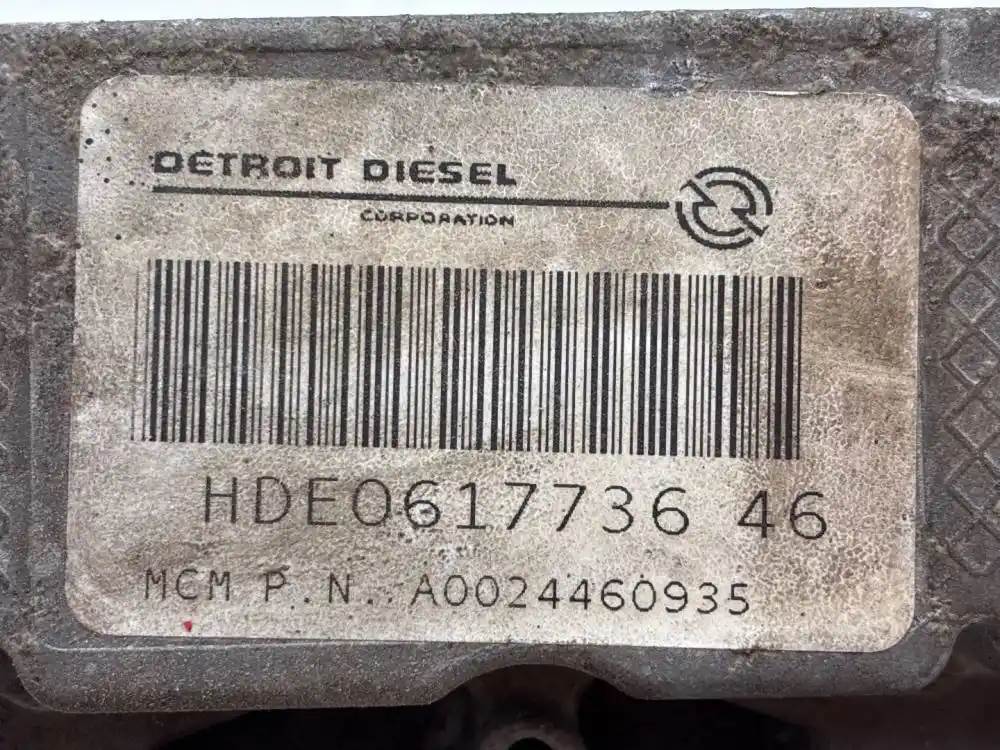 DETROIT DIESEL
CORPORATION
HDE0617736 46
MCM P.N.. A0024460935